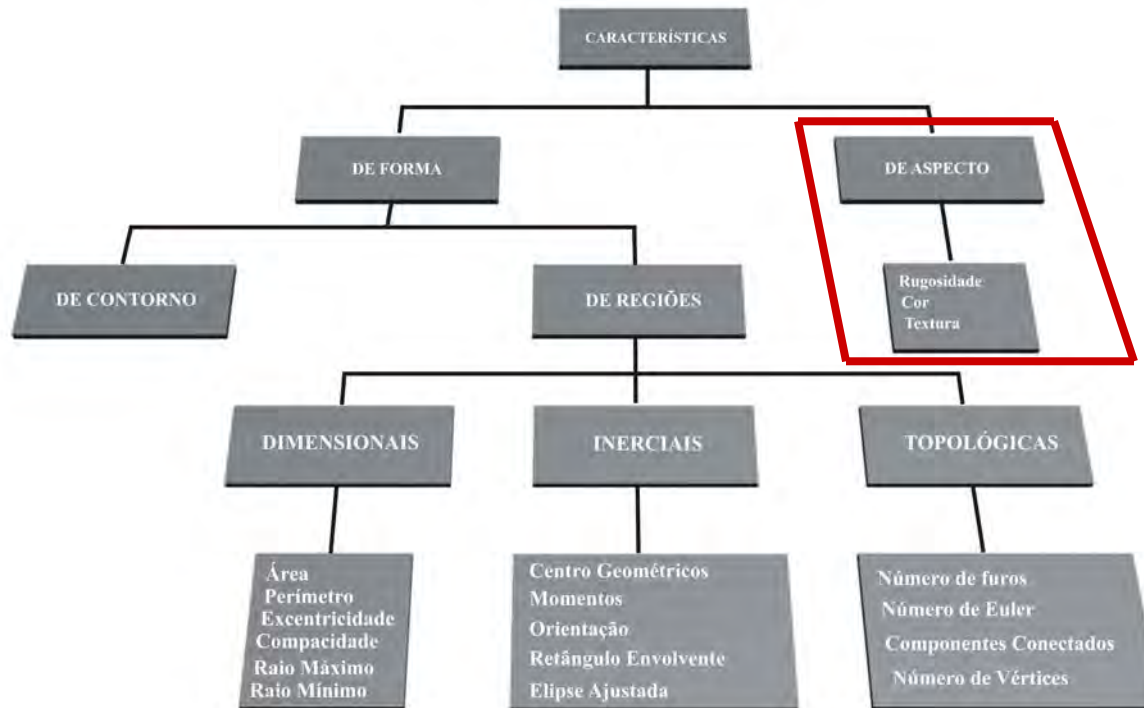 CARACTERÍSTICAS
DE FORMA
DE ASPECTO
DE CONTORNO
DE REGIÕES
Rugosidade
Cor
Textura
DIMENSIONAIS
INERCIAIS
TOPOLÓGICAS
Área
Perímetro
Excentricidade
Compacidade
Raio Máximo
Raio Mínimo
Centro Geométricos
Momentos
Orientação
Retângulo Envolvente
Elipse Ajustada
Número de furos
Número de Euler
Componentes Conectados
Número de Vértices